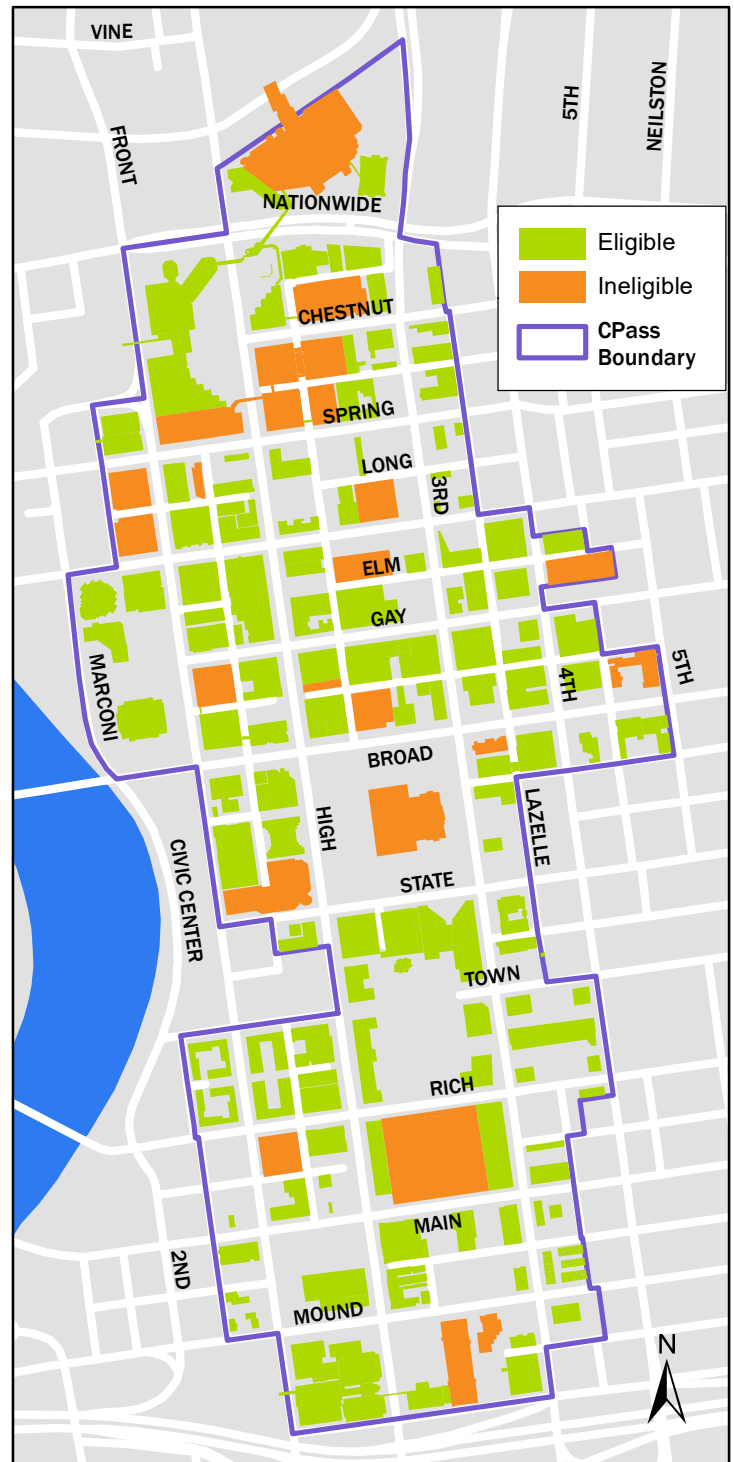 VINE
FRONT
5TH
NEILSTON
NATIONWIDE
Eligible
Ineligible
CPass
Boundary
CHESTNUT
SPRING
LONG
3RD
ELM
GAY
MARCONI
4TH
5TH
BROAD
HIGH
LAZELLE
CIVIC CENTER
STATE
TOWN
RICH
MAIN
2ND
MOUND
N